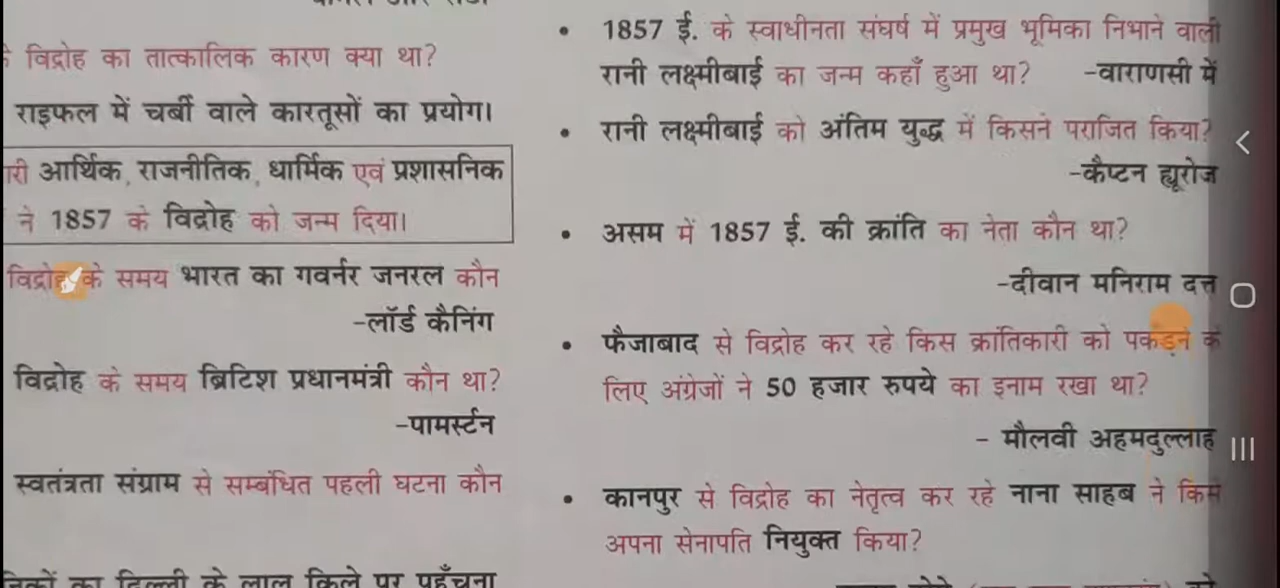 विद्रोह का तात्कालिक कारण क्या था?
राइफल में चर्बी वाले कारतूसों का प्रयोग।
री आर्थिक, राजनीतिक, धार्मिक एवं प्रशासनिक
ने 1857 के विद्रोह को जन्म दिया।
विद्रोह के समय भारत का गवर्नर जनरल कौन
-लॉर्ड कैनिंग
विद्रोह के समय ब्रिटिश प्रधानमंत्री कौन था?
-पामर्स्टन
स्वतंत्रता संग्राम से सम्बंधित पहली घटना कौन
का दिल्ली के लाल किले पर पहुँचना
• 1857 ई. के स्वाधीनता संघर्ष में प्रमुख भूमिका निभाने वाली
रानी लक्ष्मीबाई का जन्म कहाँ हुआ था? -वाराणसी में
• रानी लक्ष्मीबाई को अंतिम युद्ध में किसने पराजित किया?
-कैप्टन ह्यूरोज
• असम में 1857 ई. की क्रांति का नेता कौन था?
-दीवान मनिराम दत्त
• फैजाबाद से विद्रोह कर रहे किस क्रांतिकारी को पकड़ने के
लिए अंग्रेजों ने 50 हजार रुपये का इनाम रखा था?
- मौलवी अहमदुल्लाह
• कानपुर से विद्रोह का नेतृत्व कर रहे नाना साहब ने किसे
अपना सेनापति नियुक्त किया?